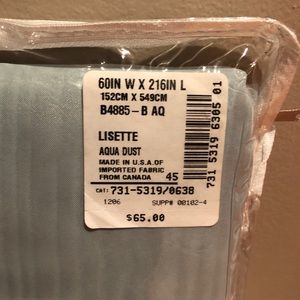 60IN W X 216IN L
152CM X 549CM
B4885-B AQ
LISETTE
AQUA DUST
MADE IN U.S.A.OF
IMPORTED FABRIC
FROM CANADA 45
CAT: 731-5319/0638
1206 SUPP# 00102-4
$65.00
731 5319 6305 01